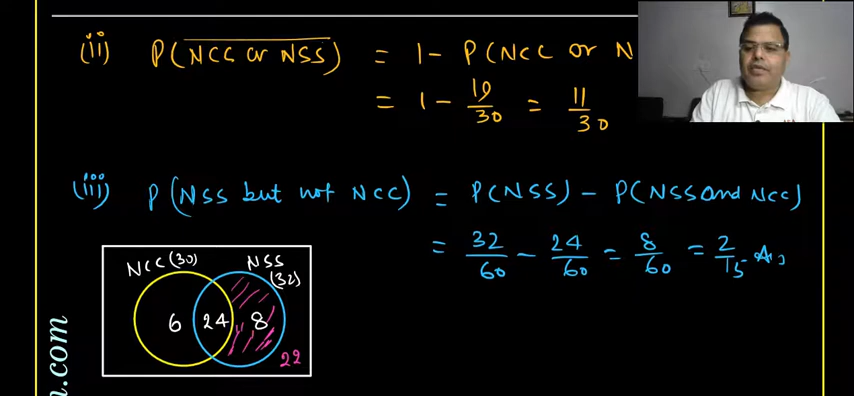 (ii) P(NCC or NSS) = 1 - P(NCC or N
= 1 - 19/30 = 11/30
(iii) P(NSS but not NCC) = P(NSS) - P(NSS and NCC)
= 32/60 - 24/60 = 8/60 = 2/15 As
NCC (30) NSS (32)
6 24 8
22
m.com